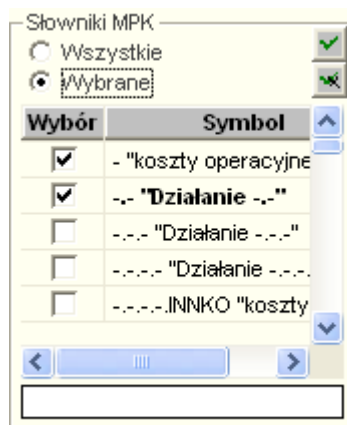 Słowniki MPK
Wszystkie
Wybrane
Wybór Symbol
- "koszty operacyjne
-.- "Działanie -.-"
-.-.- "Działanie -.-.-"
-.-.-.- "Działanie -.-.-.
-.-.-.-.INNKO "koszty